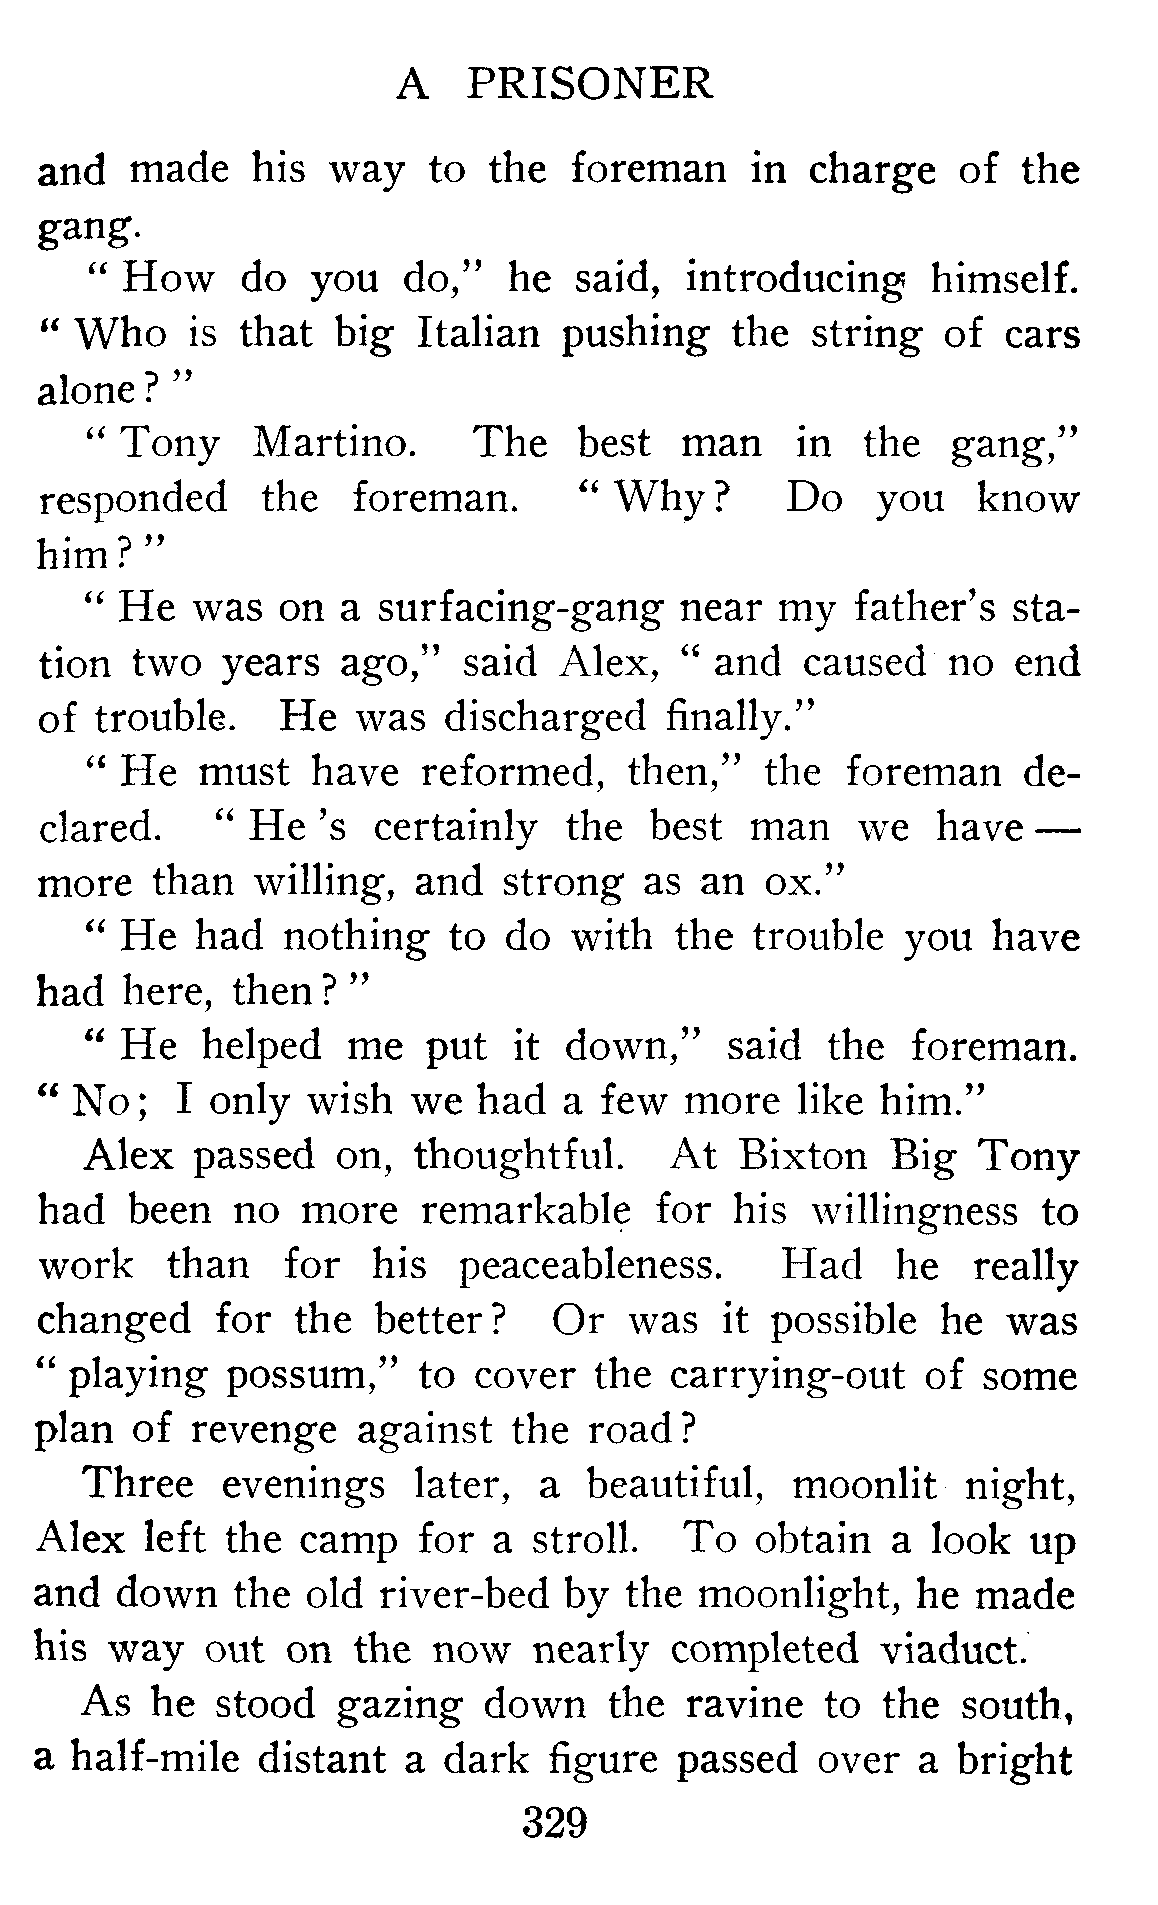 A PRISONER
and made his way to the foreman in charge of the
gang.
" How do you do," he said, introducing himself.
" Who is that big Italian pushing the string of cars
alone? "
" Tony Martino. The best man in the gang,"
responded the foreman. " Why? Do you know
him? "
" He was on a surfacing-gang near my father's sta-
tion two years ago," said Alex, " and caused no end
of trouble. He was discharged finally."
" He must have reformed, then," the foreman de-
clared. " He 's certainly the best man we have —
more than willing, and strong as an ox."
" He had nothing to do with the trouble you have
had here, then? "
" He helped me put it down," said the foreman.
" No; I only wish we had a few more like him."
Alex passed on, thoughtful. At Bixton Big Tony
had been no more remarkable for his willingness to
work than for his peaceableness. Had he really
changed for the better? Or was it possible he was
" playing possum," to cover the carrying-out of some
plan of revenge against the road?
Three evenings later, a beautiful, moonlit night,
Alex left the camp for a stroll. To obtain a look up
and down the old river-bed by the moonlight, he made
his way out on the now nearly completed viaduct.
As he stood gazing down the ravine to the south,
a half-mile distant a dark figure passed over a bright
329